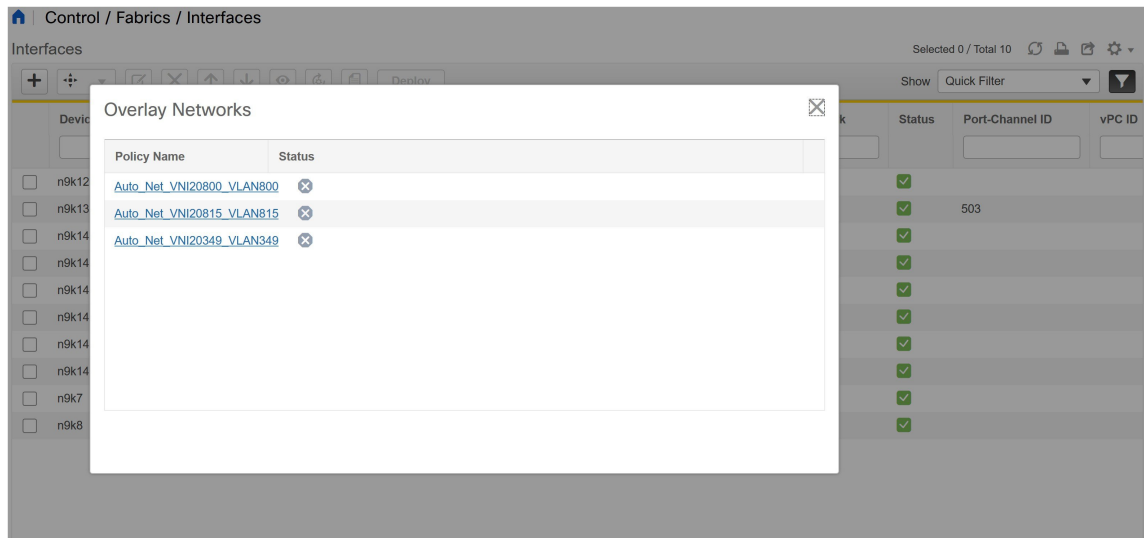 Control / Fabrics / Interfaces
Interfaces
Selected 0 / Total 10
Deploy
Show Quick Filter
Overlay Networks
Policy Name Status
Auto_Net_VNI20800_VLAN800
Auto_Net_VNI20815_VLAN815
Auto_Net_VNI20349_VLAN349
Status Port-Channel ID vPC ID
n9k12
n9k13 503
n9k14
n9k14
n9k14
n9k14
n9k14
n9k14
n9k7
n9k8